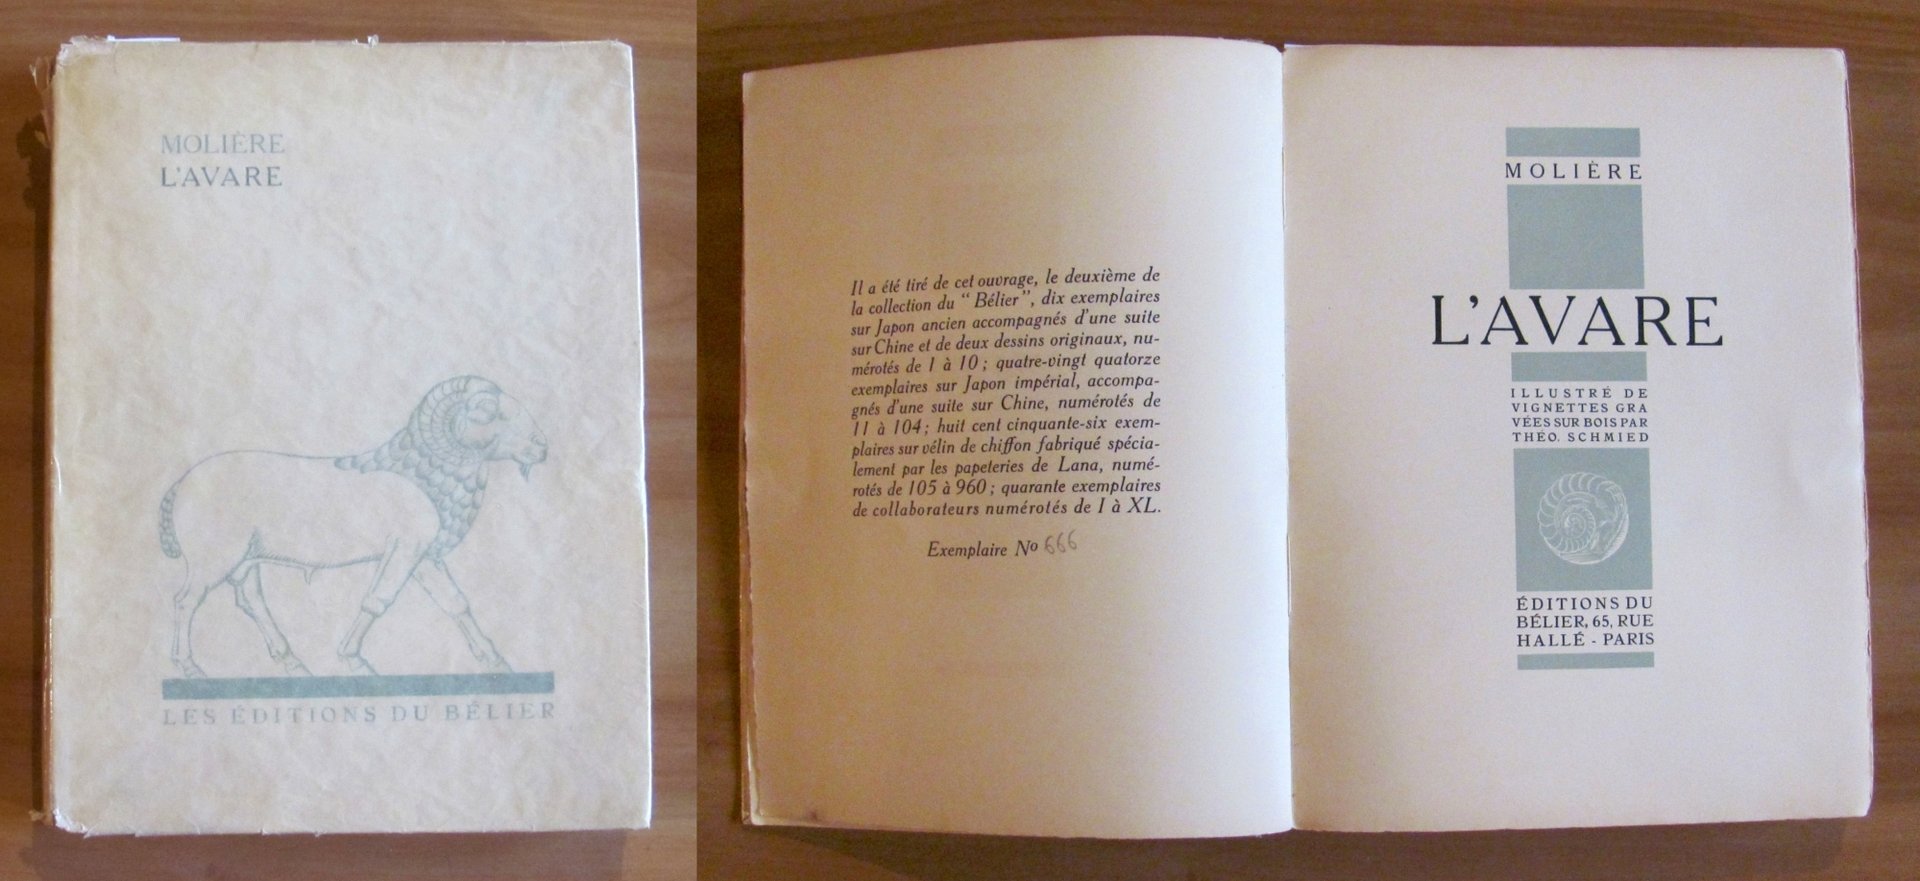 MOLIÈRE
L'AVARE
LES ÉDITIONS DU BÉLIER
Il a été tiré de cet ouvrage, le deuxième de
la collection du “ Bélier ”, dix exemplaires
sur Japon ancien accompagnés d'une suite
sur Chine et de deux dessins originaux, nu-
mérotés de 1 à 10 ; quatre-vingt quatorze
exemplaires sur Japon impérial, accompa-
gnés d'une suite sur Chine, numérotés de
11 à 104 ; huit cent cinquante-six exem-
plaires sur vélin de chiffon fabriqué spécia-
lement par les papeteries de Lana, numé-
rotés de 105 à 960 ; quarante exemplaires
de collaborateurs numérotés de I à XL.
Exemplaire No 666
MOLIÈRE
L'AVARE
ILLUSTRÉ DE
VIGNETTES GRA
VÉES SUR BOIS PAR
THÉO. SCHMIED
ÉDITIONS DU
BÉLIER, 65, RUE
HALLÉ - PARIS